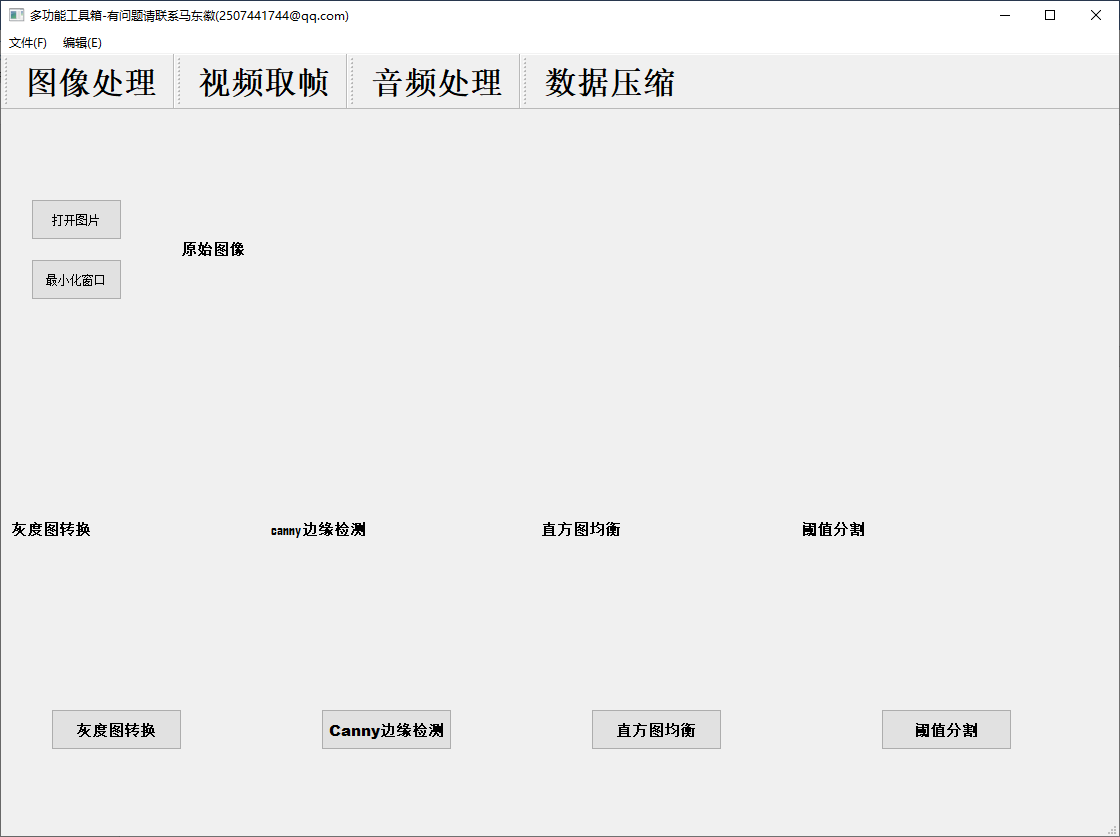 多功能工具箱-有问题请联系马东徽(2507441744@qq.com)
文件(F) 编辑(E)
图像处理 视频取帧 音频处理 数据压缩
打开图片
原始图像
最小化窗口
灰度图转换 canny边缘检测 直方图均衡 阈值分割
灰度图转换 Canny边缘检测 直方图均衡 阈值分割